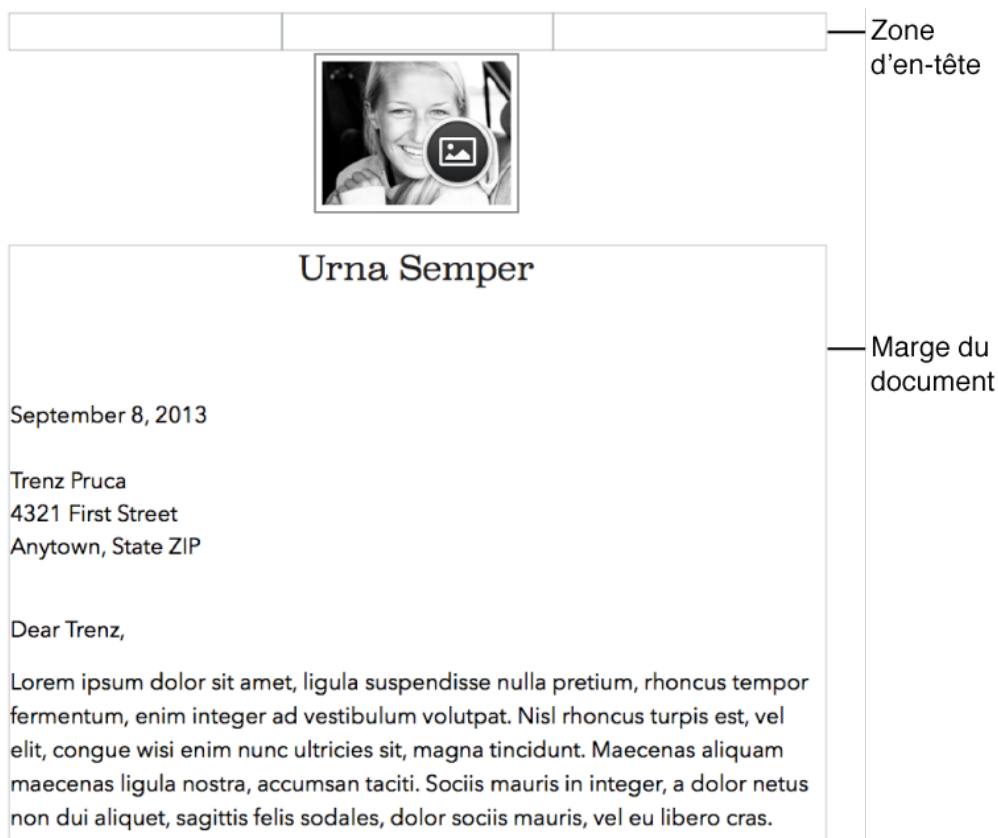 Zone
d’en-tête
Urna Semper
Marge du
document
September 8, 2013
Trenz Pruca
4321 First Street
Anytown, State ZIP
Dear Trenz,
Lorem ipsum dolor sit amet, ligula suspendisse nulla pretium, rhoncus tempor
fermentum, enim integer ad vestibulum volutpat. Nisl rhoncus turpis est, vel
elit, congue wisi enim nunc ultricies sit, magna tincidunt. Maecenas aliquam
maecenas ligula nostra, accumsan taciti. Sociis mauris in integer, a dolor netus
non dui aliquet, sagittis felis sodales, dolor sociis mauris, vel eu libero cras.